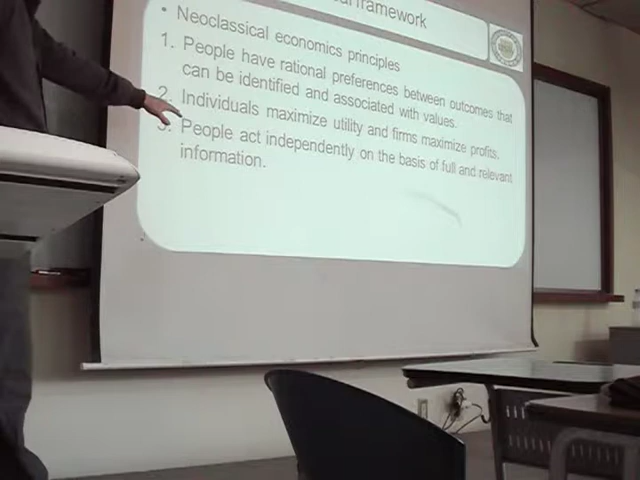 framework
• Neoclassical economics principles
1. People have rational preferences between outcomes that
can be identified and associated with values.
2. Individuals maximize utility and firms maximize profits.
3. People act independently on the basis of full and relevant
information.